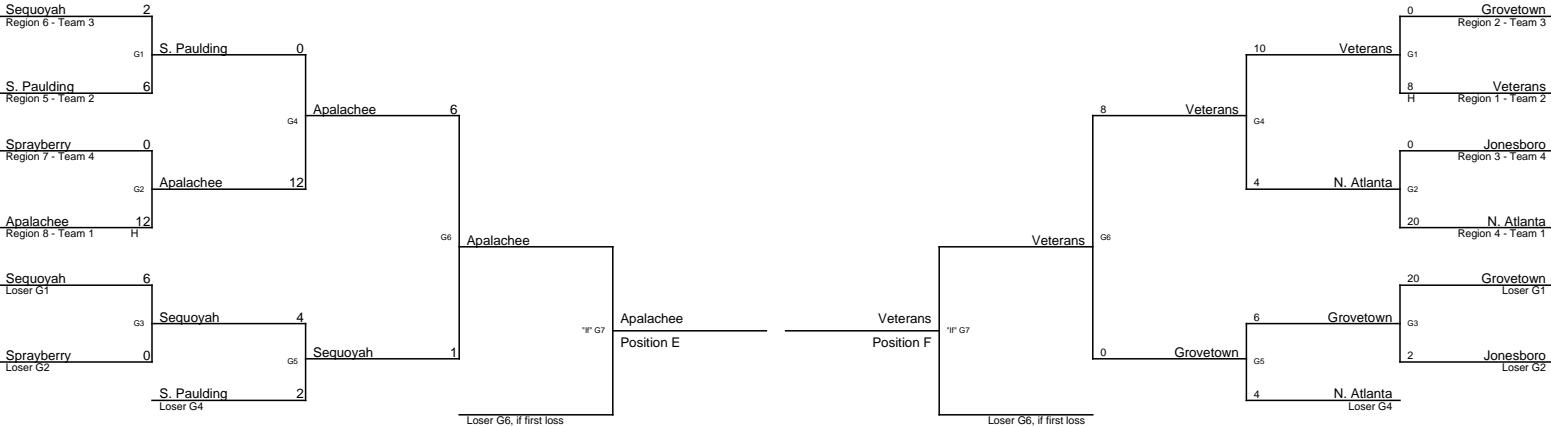 Sequoyah 2
Region 6 - Team 3
G1
S. Paulding 0
S. Paulding 6
Region 5 - Team 2
G4
Apalachee 6
Sprayberry 0
Region 7 - Team 4
G2
Apalachee 12
Apalachee 12
Region 8 - Team 1 H
G6
Apalachee
Sequoyah 6
Loser G1
G3
Sequoyah 4
Sprayberry 0
Loser G2
G5
Sequoyah 1
S. Paulding 2
Loser G4
"If" G7
Apalachee
Position E
Loser G6, if first loss
0 Grovetown
Region 2 - Team 3
10 Veterans
G1
8 Veterans
H Region 1 - Team 2
8 Veterans
G4
0 Jonesboro
Region 3 - Team 4
4 N. Atlanta
G2
20 N. Atlanta
Region 4 - Team 1
Veterans
G6
20 Grovetown
Loser G1
6 Grovetown
G3
2 Jonesboro
Loser G2
0 Grovetown
G5
4 N. Atlanta
Loser G4
Veterans
Position F
"If" G7
Loser G6, if first loss